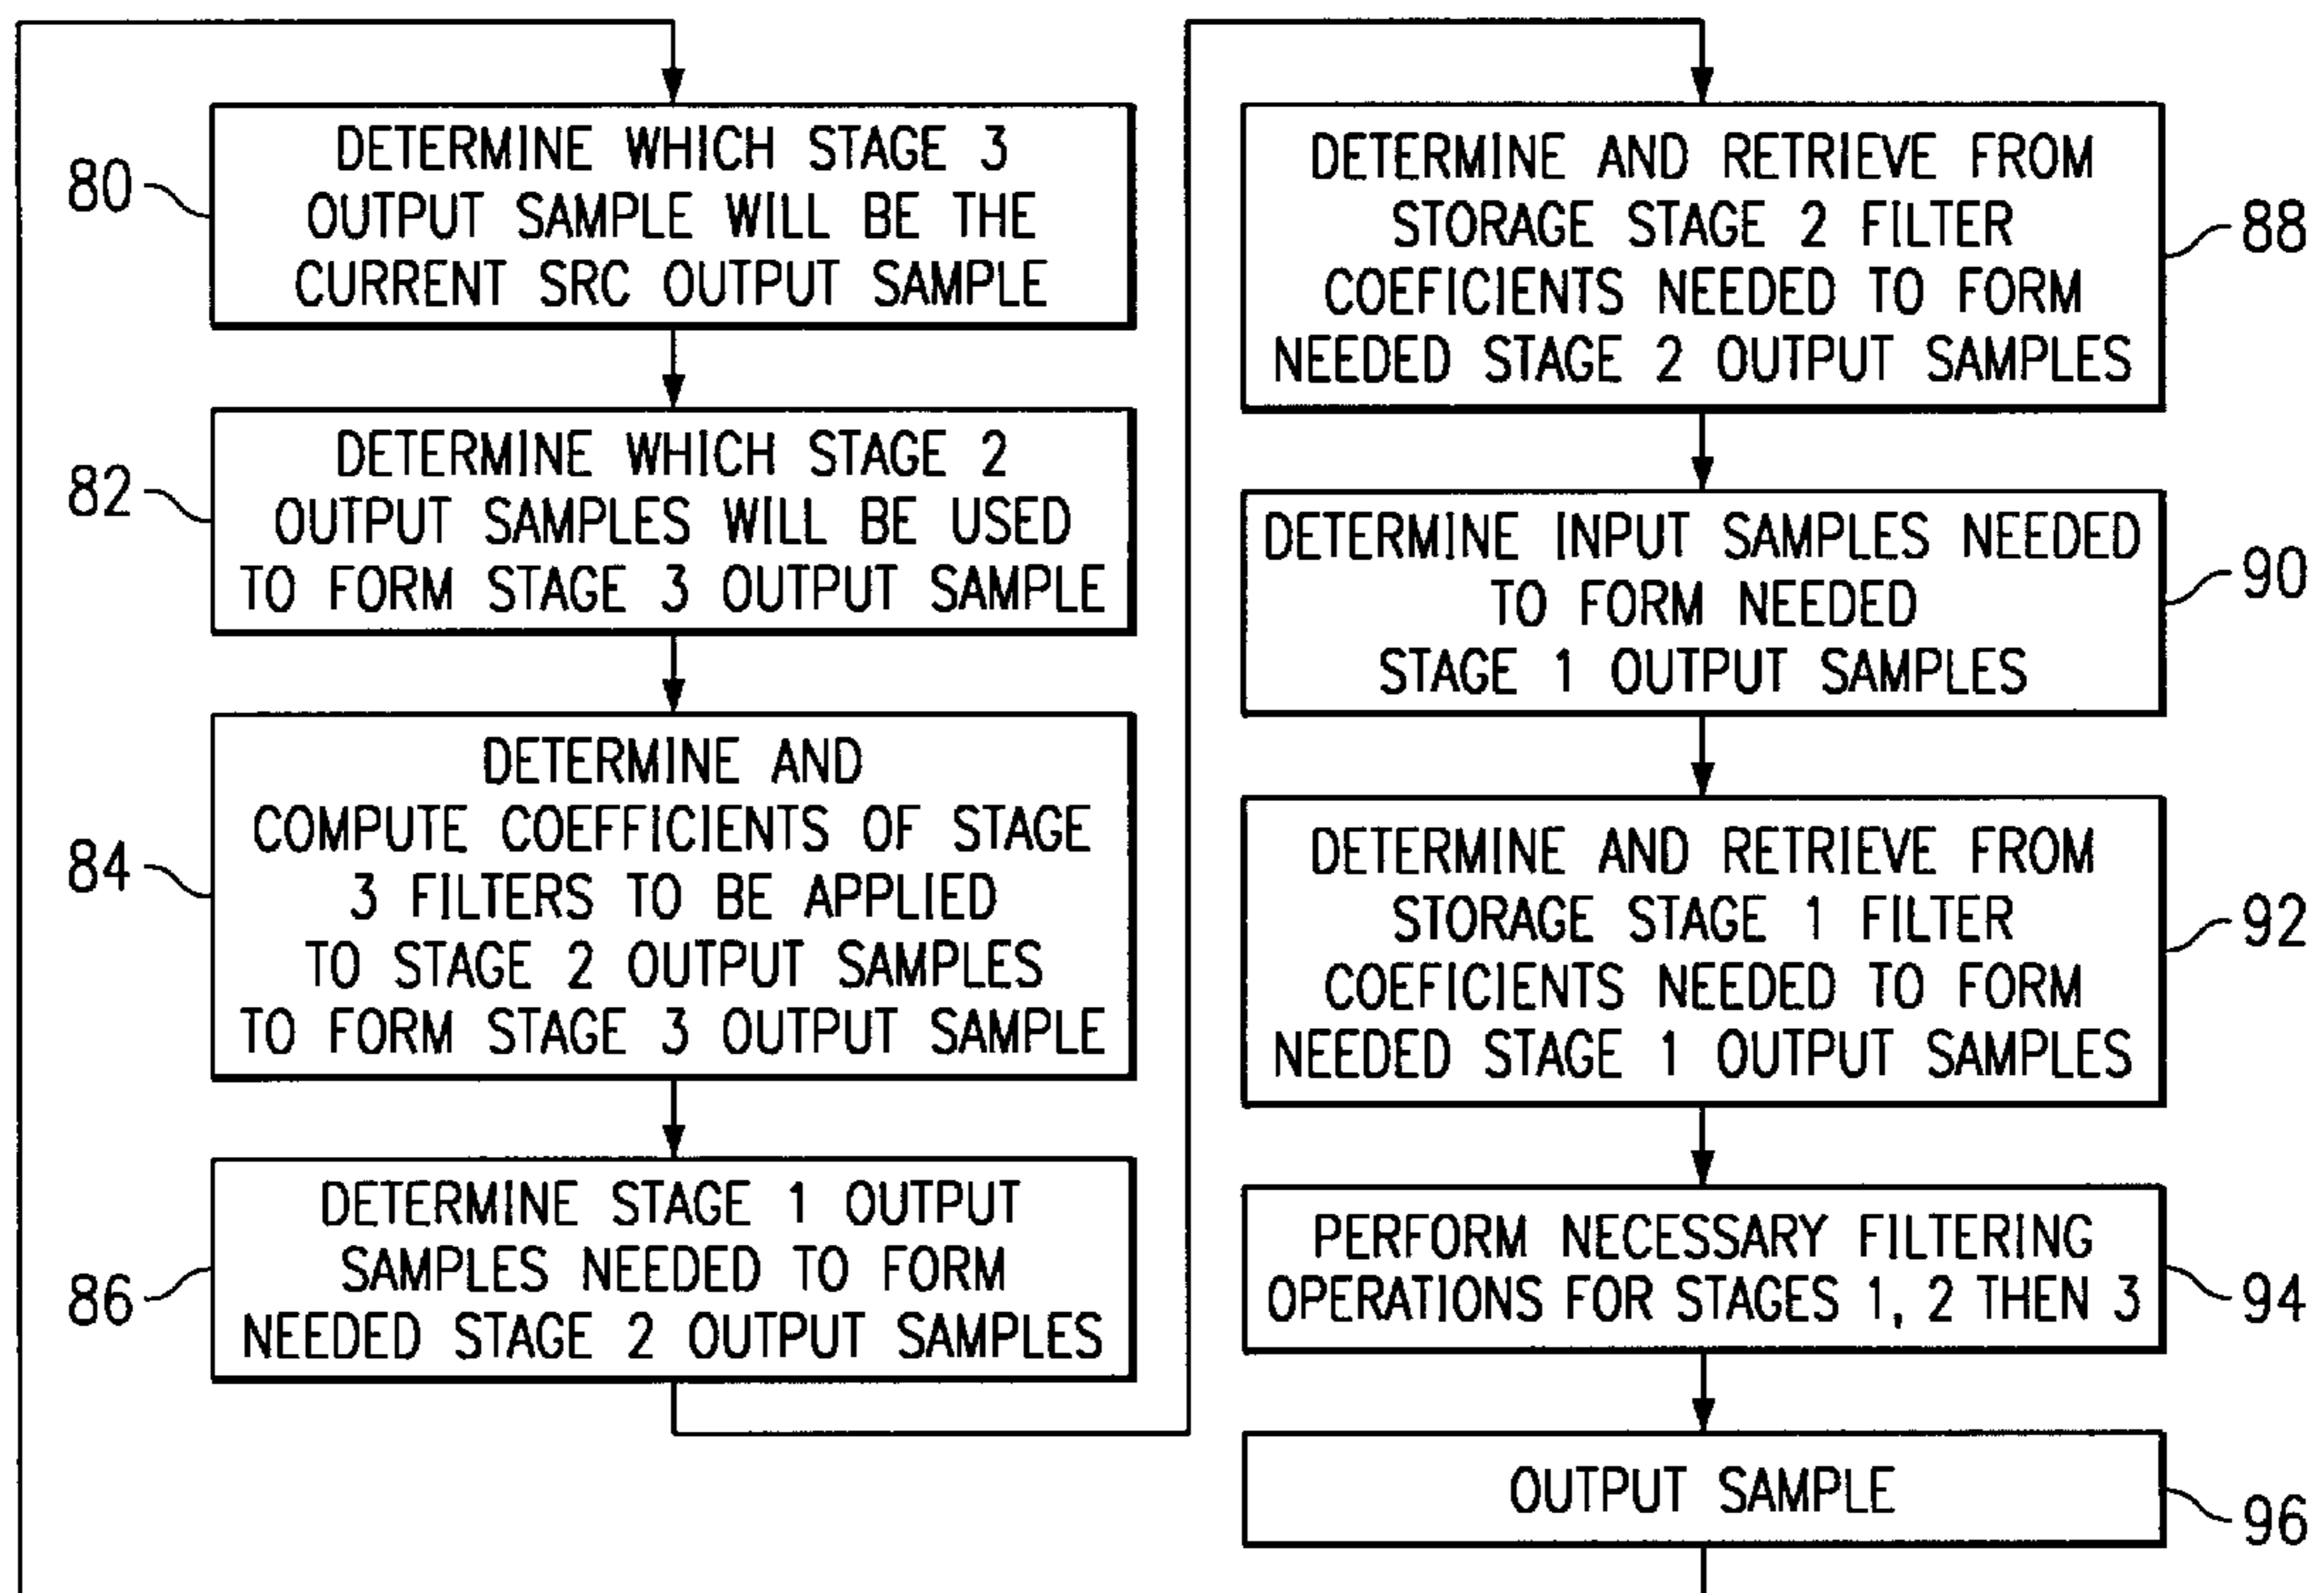 80
DETERMINE WHICH STAGE 3
OUTPUT SAMPLE WILL BE THE
CURRENT SRC OUTPUT SAMPLE
82
DETERMINE WHICH STAGE 2
OUTPUT SAMPLES WILL BE USED
TO FORM STAGE 3 OUTPUT SAMPLE
84
DETERMINE AND
COMPUTE COEFFICIENTS OF STAGE
3 FILTERS TO BE APPLIED
TO STAGE 2 OUTPUT SAMPLES
TO FORM STAGE 3 OUTPUT SAMPLE
86
DETERMINE STAGE 1 OUTPUT
SAMPLES NEEDED TO FORM
NEEDED STAGE 2 OUTPUT SAMPLES
DETERMINE AND RETRIEVE FROM
STORAGE STAGE 2 FILTER
COEFICIENTS NEEDED TO FORM
NEEDED STAGE 2 OUTPUT SAMPLES
88
DETERMINE INPUT SAMPLES NEEDED
TO FORM NEEDED
STAGE 1 OUTPUT SAMPLES
90
DETERMINE AND RETRIEVE FROM
STORAGE STAGE 1 FILTER
COEFICIENTS NEEDED TO FORM
NEEDED STAGE 1 OUTPUT SAMPLES
92
PERFORM NECESSARY FILTERING
OPERATIONS FOR STAGES 1, 2 THEN 3
94
OUTPUT SAMPLE
96